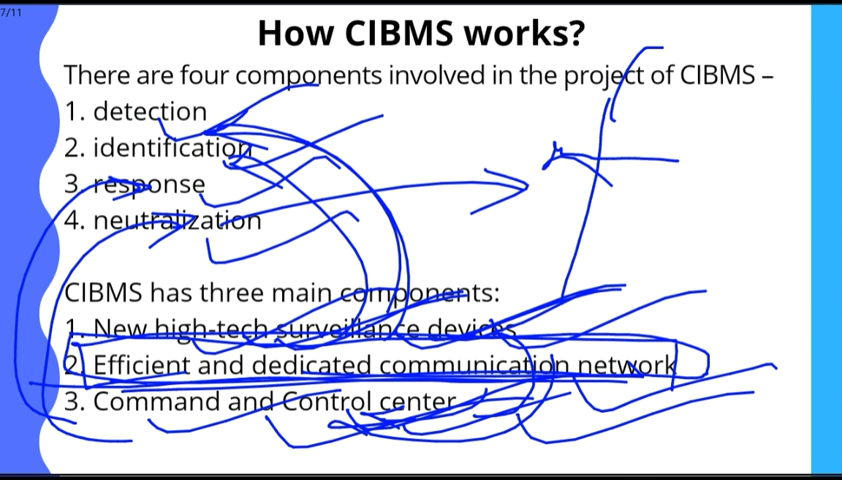 7/11
How CIBMS works?
There are four components involved in the project of CIBMS –
1. detection
2. identification
3. response
4. neutralization
CIBMS has three main components:
1. New high-tech surveillance devices
2. Efficient and dedicated communication network
3. Command and Control center